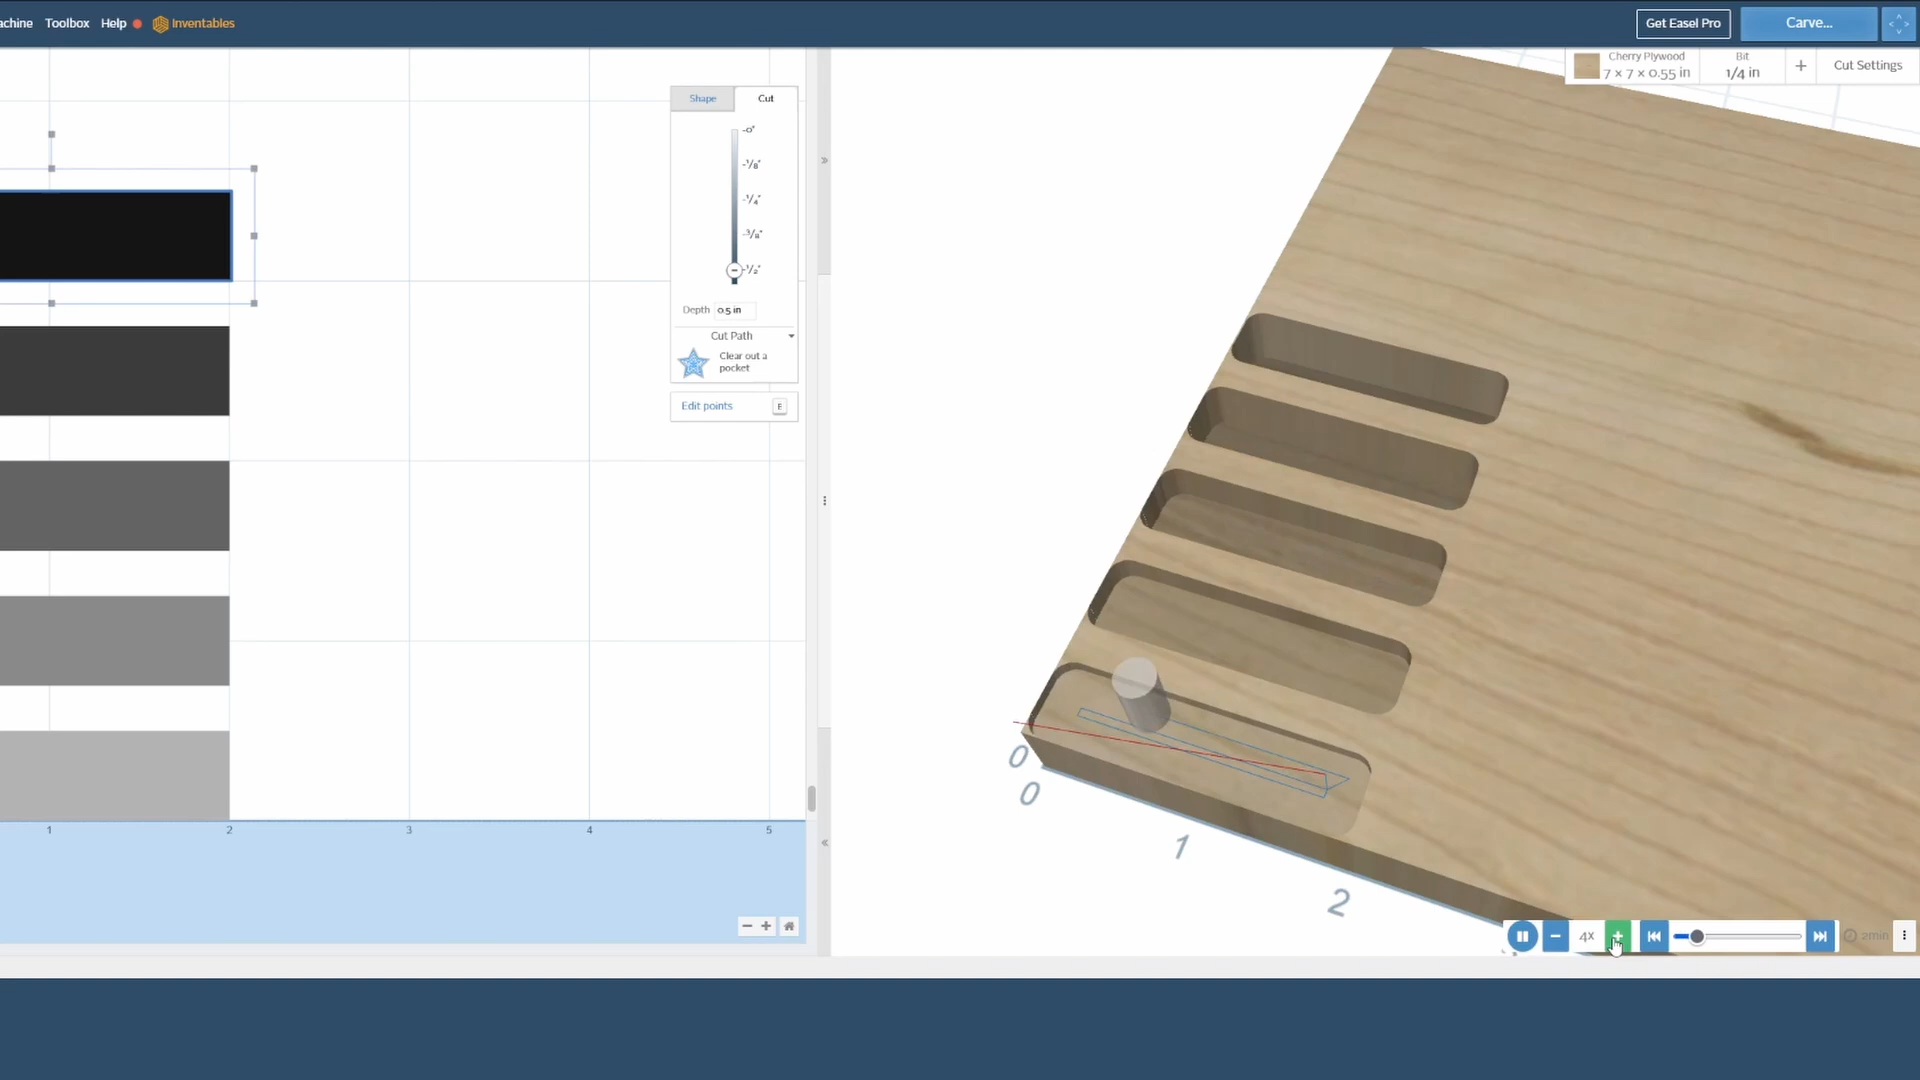 achine Toolbox Help Inventables Get Easel Pro Carve...
Cherry Plywood
7 × 7 × 0.55 in
Bit
1/4 in
+
Cut Settings
Shape Cut
-0"
-1/8"
-1/4"
-3/8"
-1/2"
Depth 0.5 in
Cut Path
Clear out a
pocket
Edit points E
1 2 3 4 5
0
0
1
2
4x
2min